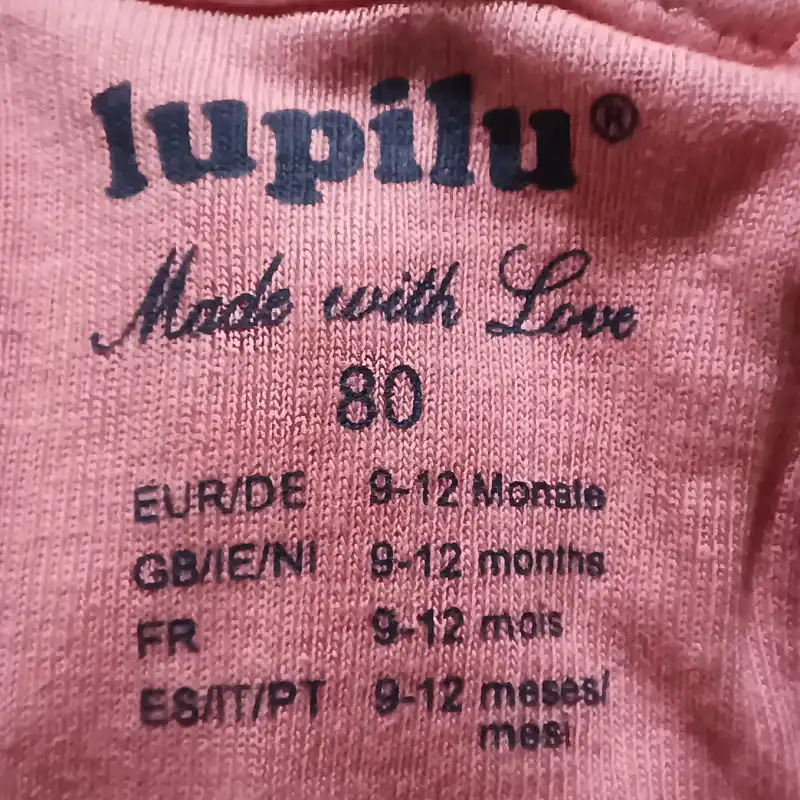 lupilu®
Made with Love
80
EUR/DE 9-12 Monate
GB/IE/NI 9-12 months
FR 9-12 mois
ES/IT/PT 9-12 meses/
mesi